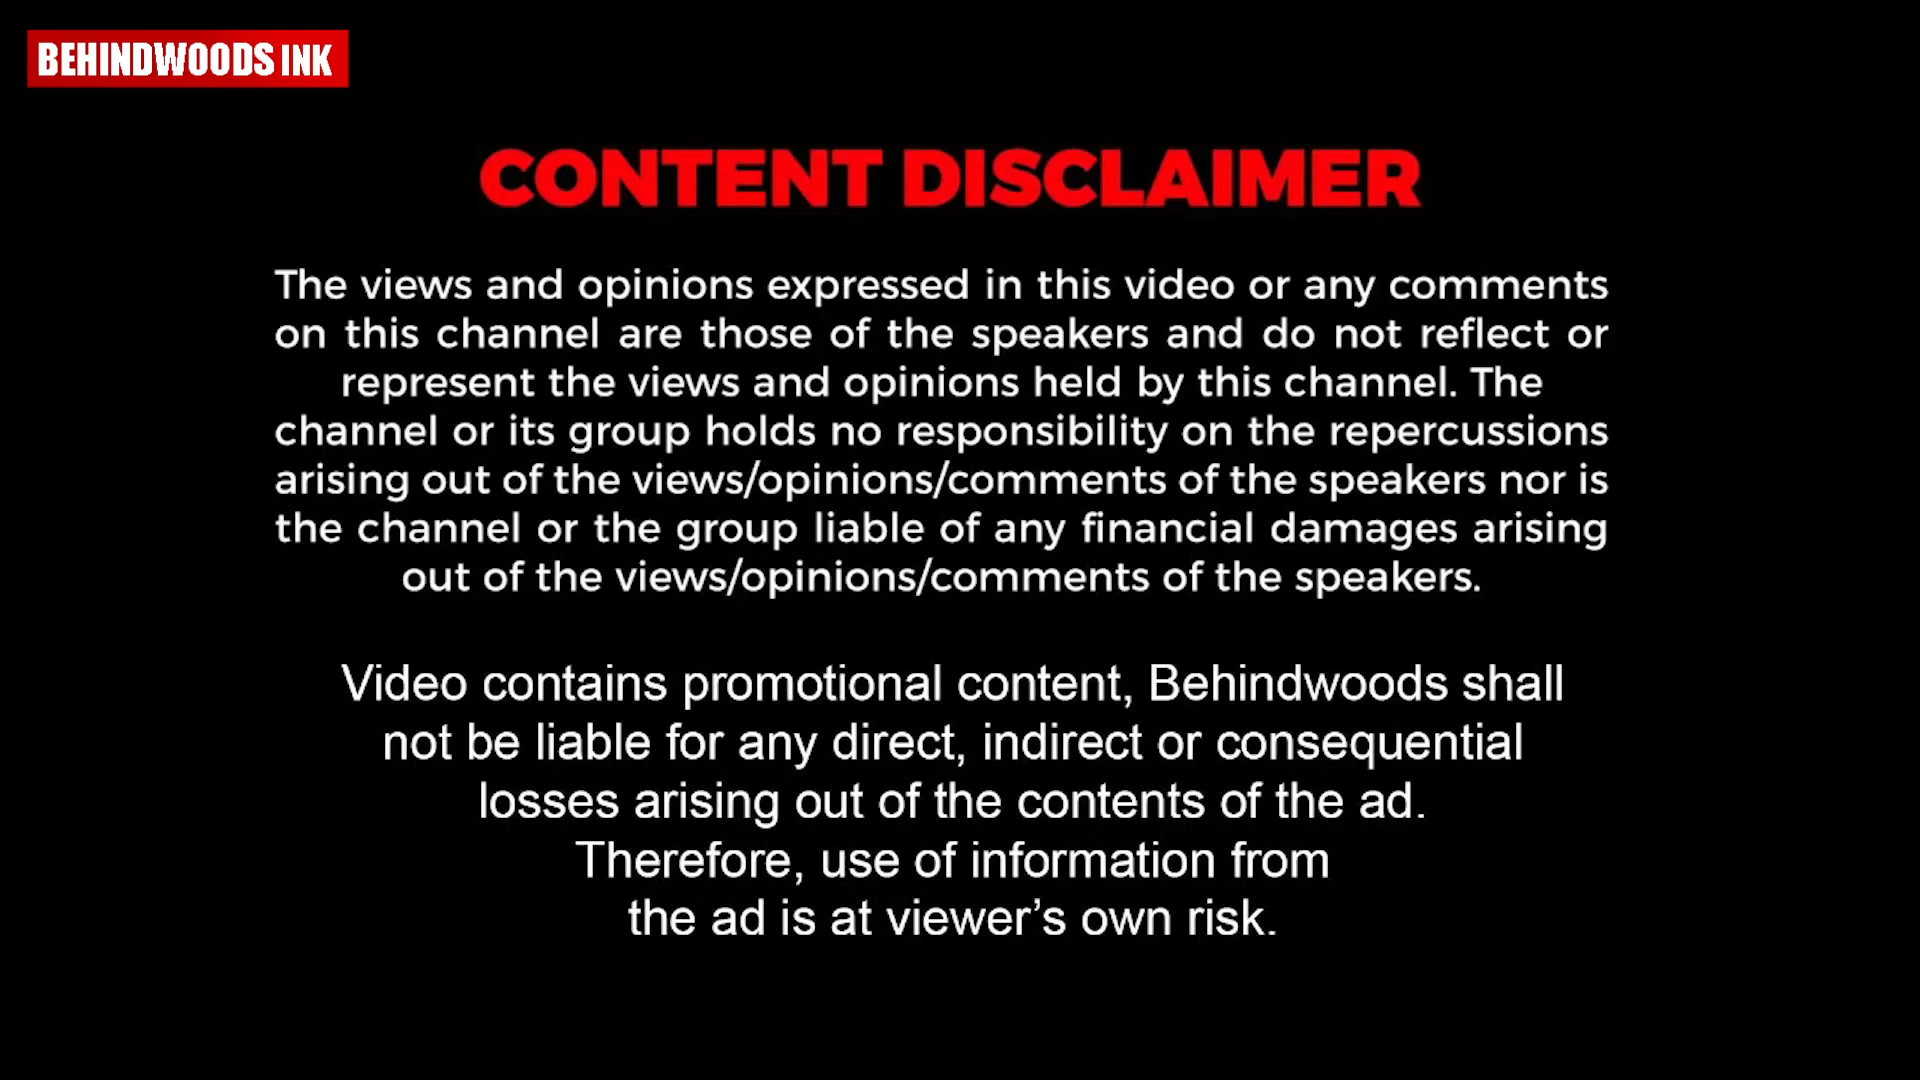 BEHINDWOODS INK
CONTENT DISCLAIMER
The views and opinions expressed in this video or any comments
on this channel are those of the speakers and do not reflect or
represent the views and opinions held by this channel. The
channel or its group holds no responsibility on the repercussions
arising out of the views/opinions/comments of the speakers nor is
the channel or the group liable of any financial damages arising
out of the views/opinions/comments of the speakers.
Video contains promotional content, Behindwoods shall
not be liable for any direct, indirect or consequential
losses arising out of the contents of the ad.
Therefore, use of information from
the ad is at viewer’s own risk.